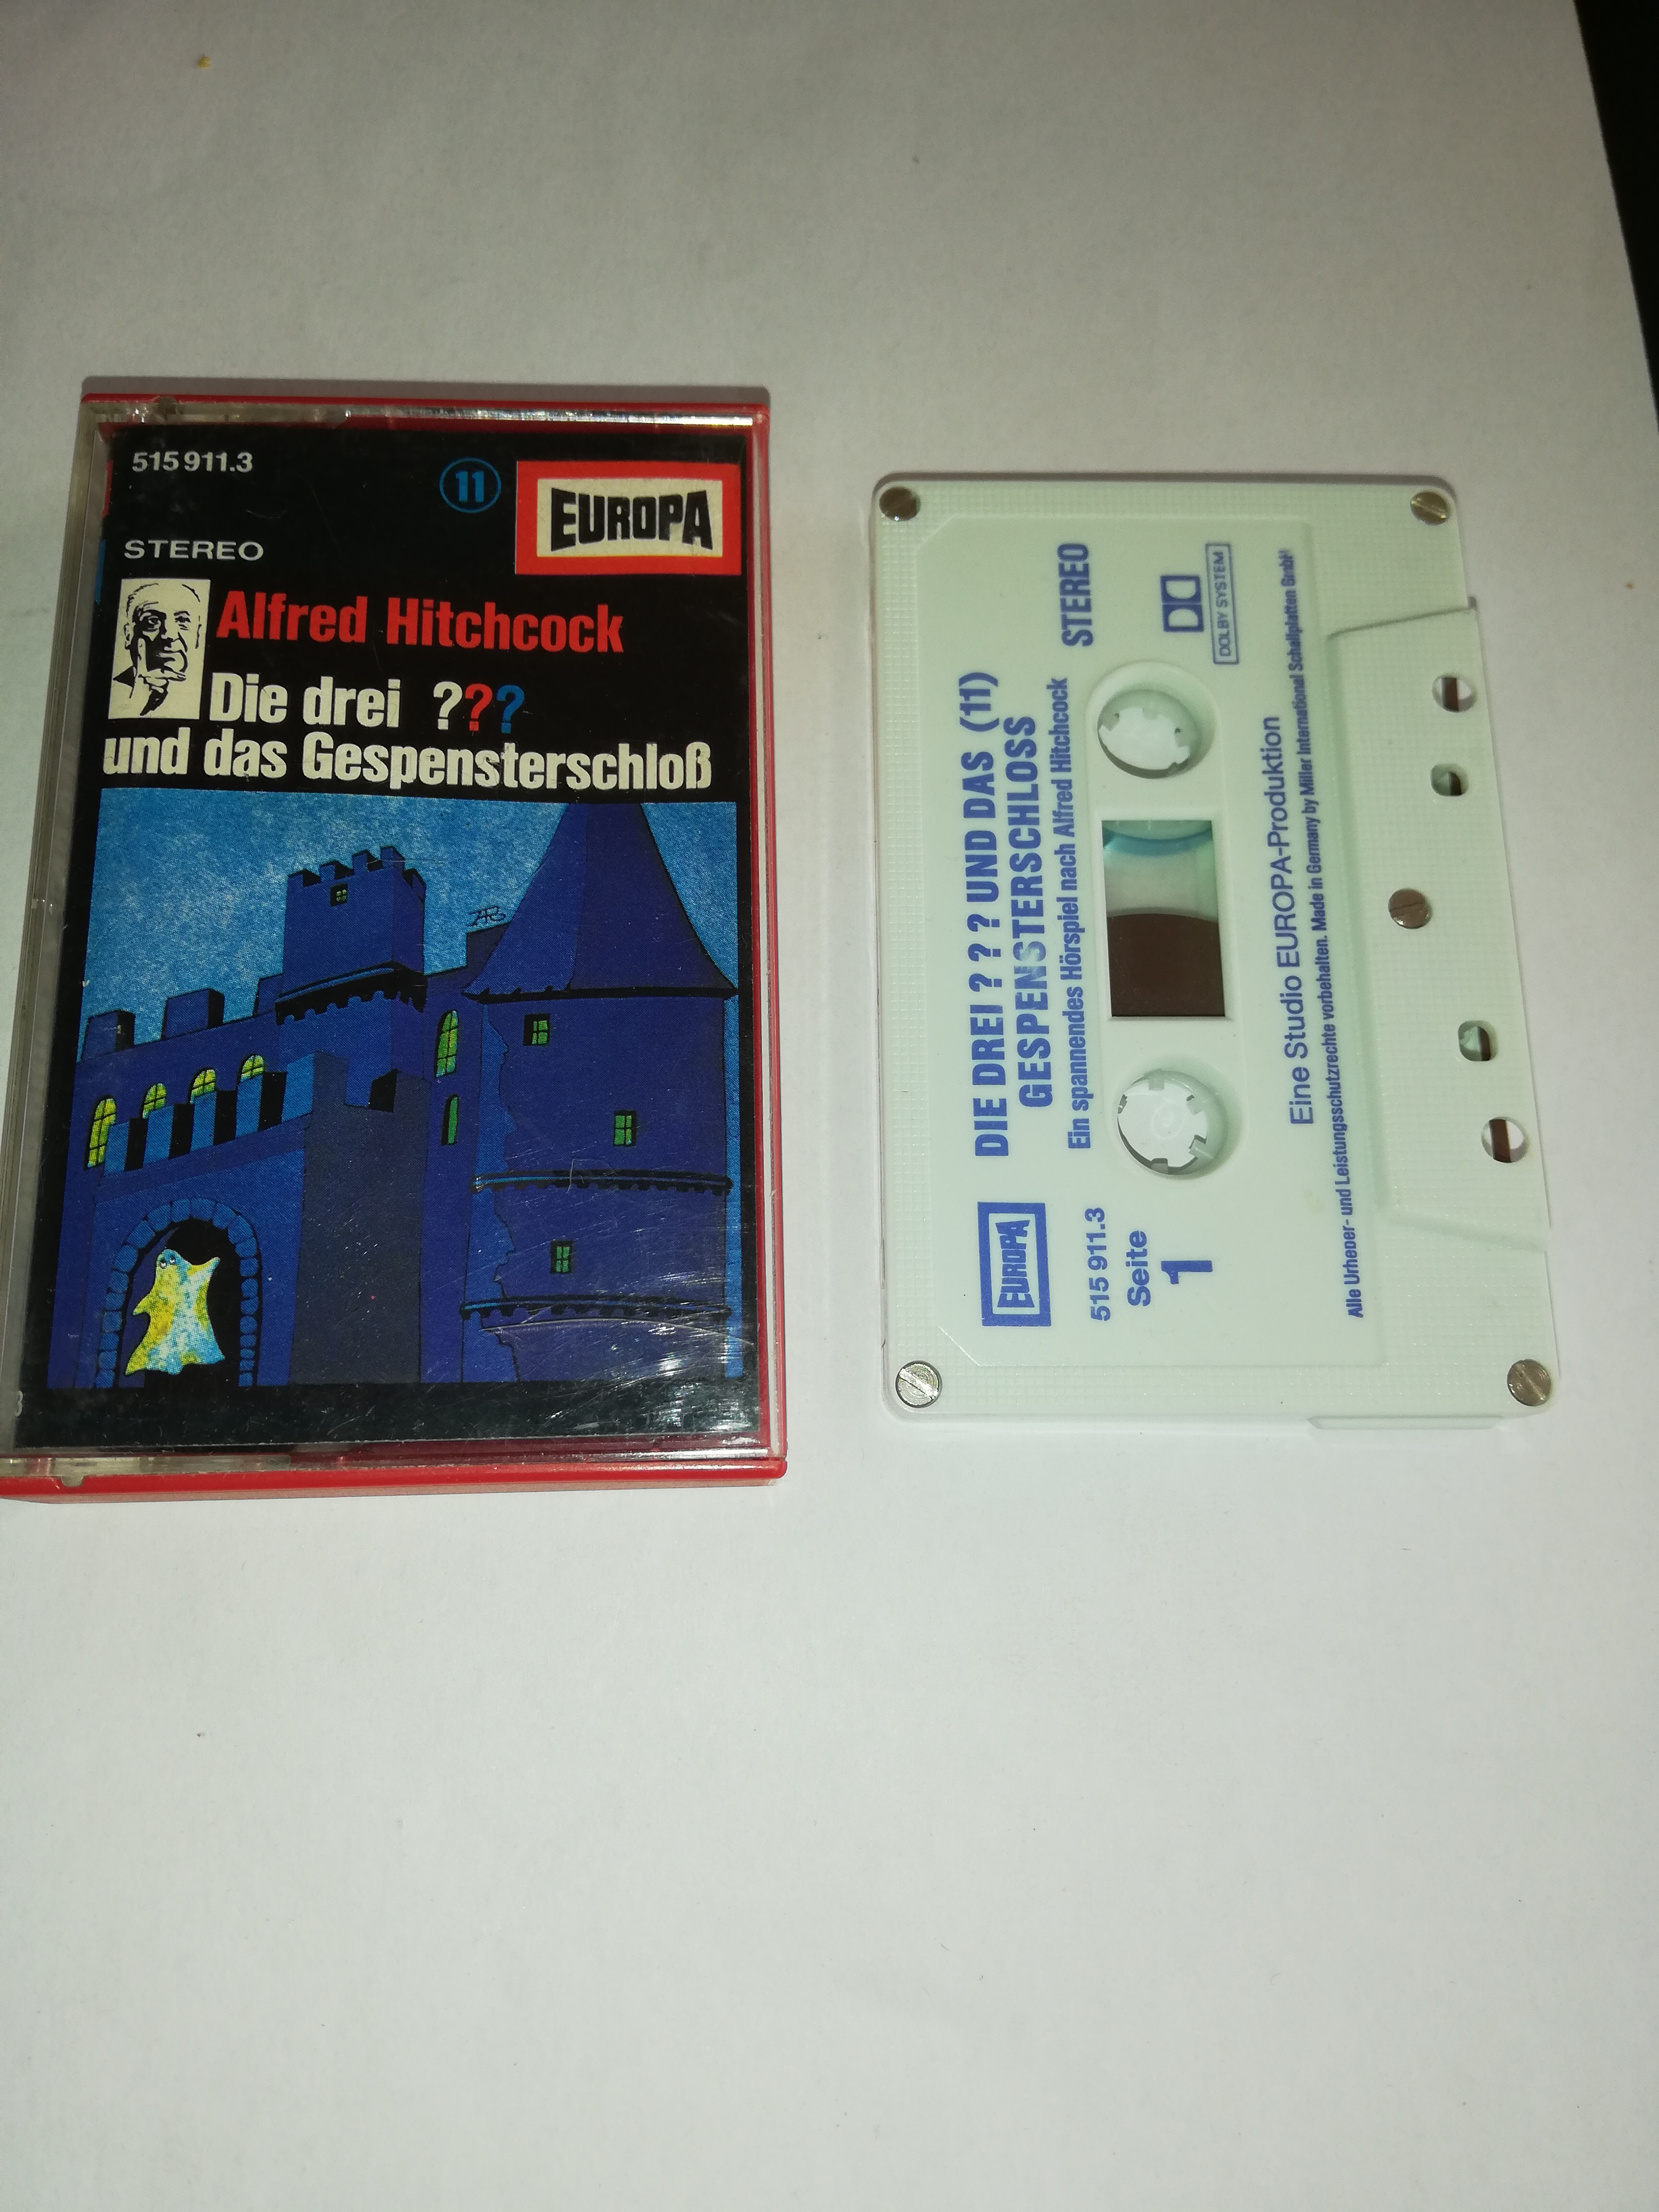 515 911.3
11
EUROPA
STEREO
Alfred Hitchcock
Die drei ???
und das Gespensterschloß
DIE DREI ? ? ? UND DAS (11)
GESPENSTERSCHLOSS
Ein spannendes Hörspiel nach Alfred Hitchcock
STEREO
EUROPA
515 911.3
Seite
1
DOLBY SYSTEM
Eine Studio EUROPA-Produktion
Alle Urheber- und Leistungsschutzrechte vorbehalten. Made in Germany by Miller International Schallplatten GmbH